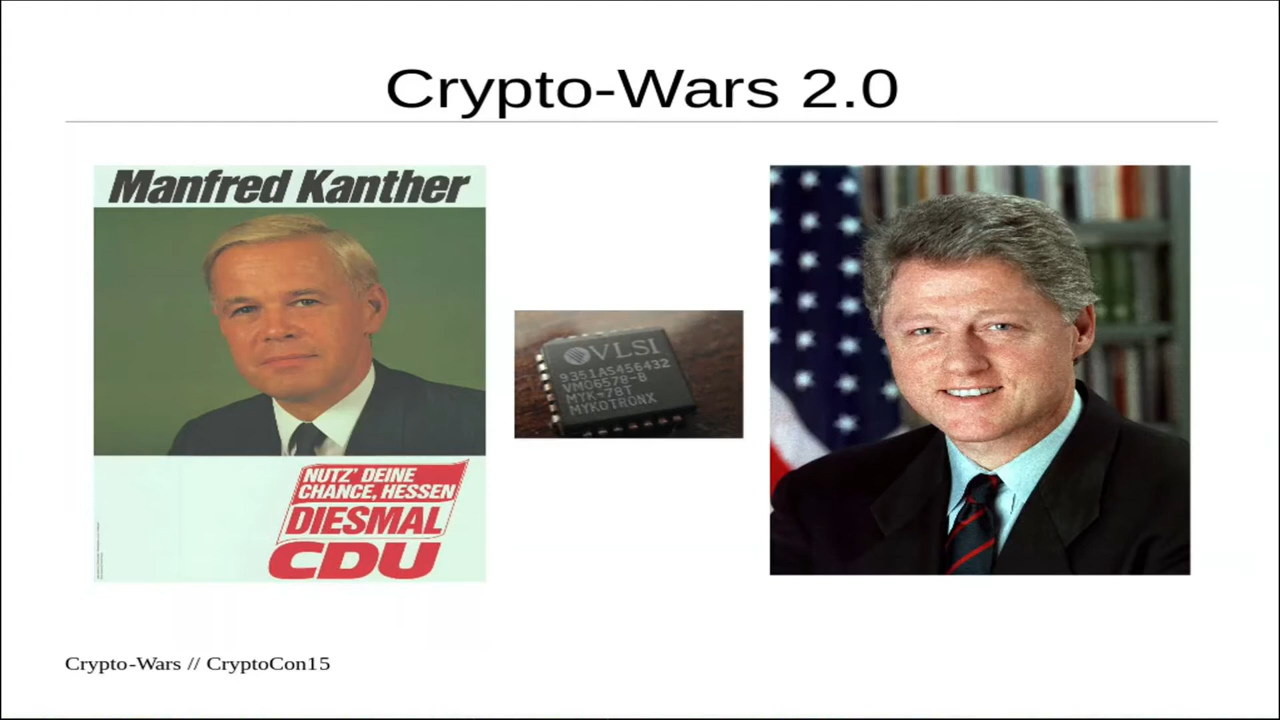 Crypto-Wars 2.0
Manfred Kanther
NUTZ' DEINE
CHANCE, HESSEN
DIESMAL
CDU
VLSI
9351AS456432
VM06578-B
MYK-78T
MYKOTRONX
Crypto-Wars // CryptoCon15